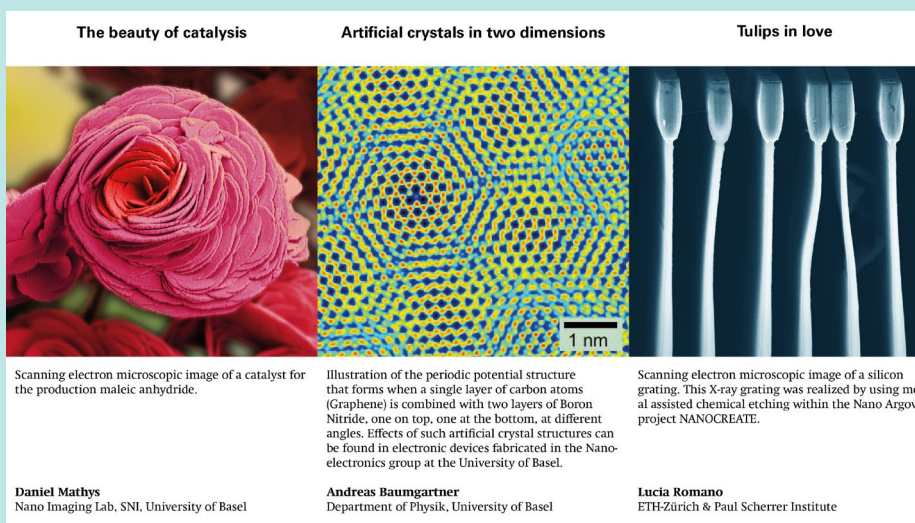 The beauty of catalysis
Artificial crystals in two dimensions
Tulips in love
1 nm
Scanning electron microscopic image of a catalyst for
the production maleic anhydride.
Illustration of the periodic potential structure
that forms when a single layer of carbon atoms
(Graphene) is combined with two layers of Boron
Nitride, one on top, one at the bottom, at different
angles. Effects of such artificial crystal structures can
be found in electronic devices fabricated in the Nano-
electronics group at the University of Basel.
Scanning electron microscopic image of a silicon
grating. This X-ray grating was realized by using
al assisted chemical etching within the Nano
project NANOCREATE.
Daniel Mathys
Nano Imaging Lab, SNI, University of Basel
Andreas Baumgartner
Department of Physik, University of Basel
Lucia Romano
ETH-Zürich & Paul Scherrer Institute